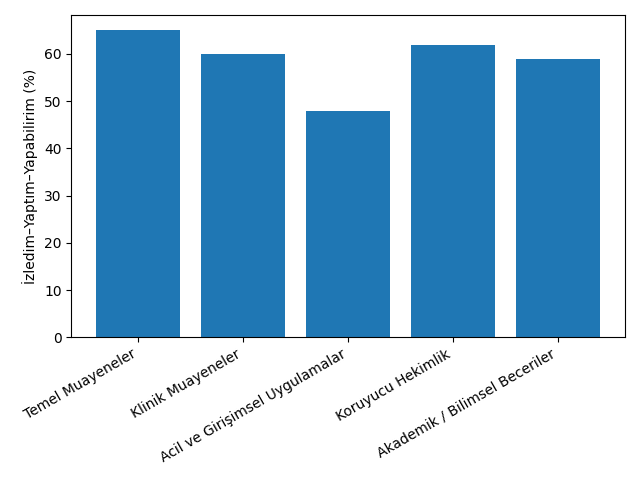 İzledim–Yaptım–Yapabilirim (%)
60
50
40
30
20
10
0
Temel Muayeneler
Klinik Muayeneler
Acil ve Girişimsel Uygulamalar
Koruyucu Hekimlik
Akademik / Bilimsel Beceriler